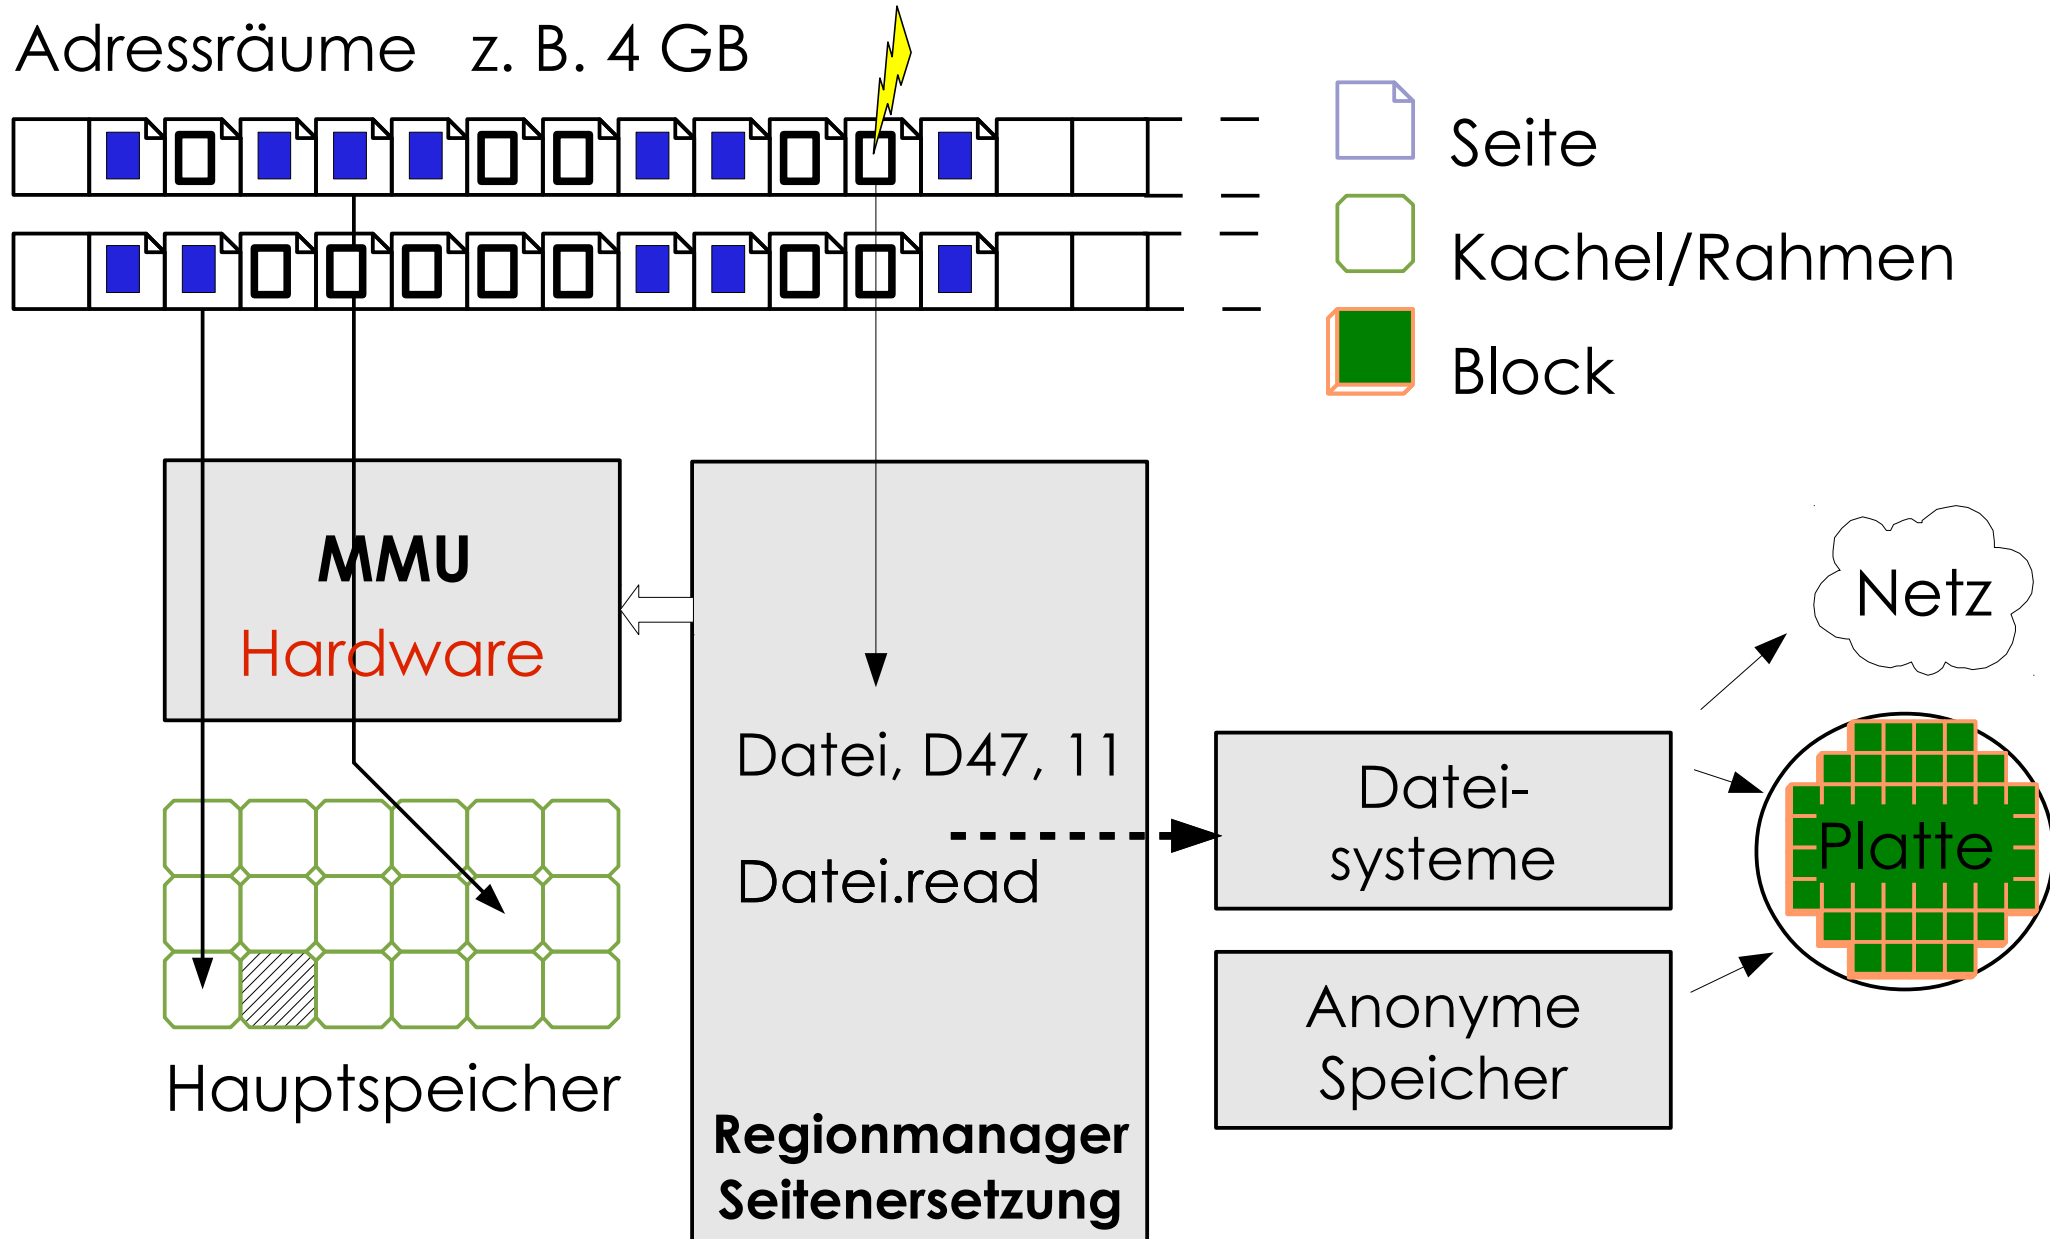 Adressräume z. B. 4 GB
Seite
Kachel/Rahmen
Block
MMU
Hardware
Hauptspeicher
Datei, D47, 11
Datei.read
Regionmanager
Seitenersetzung
Datei-
systeme
Anonyme
Speicher
Netz
Platte